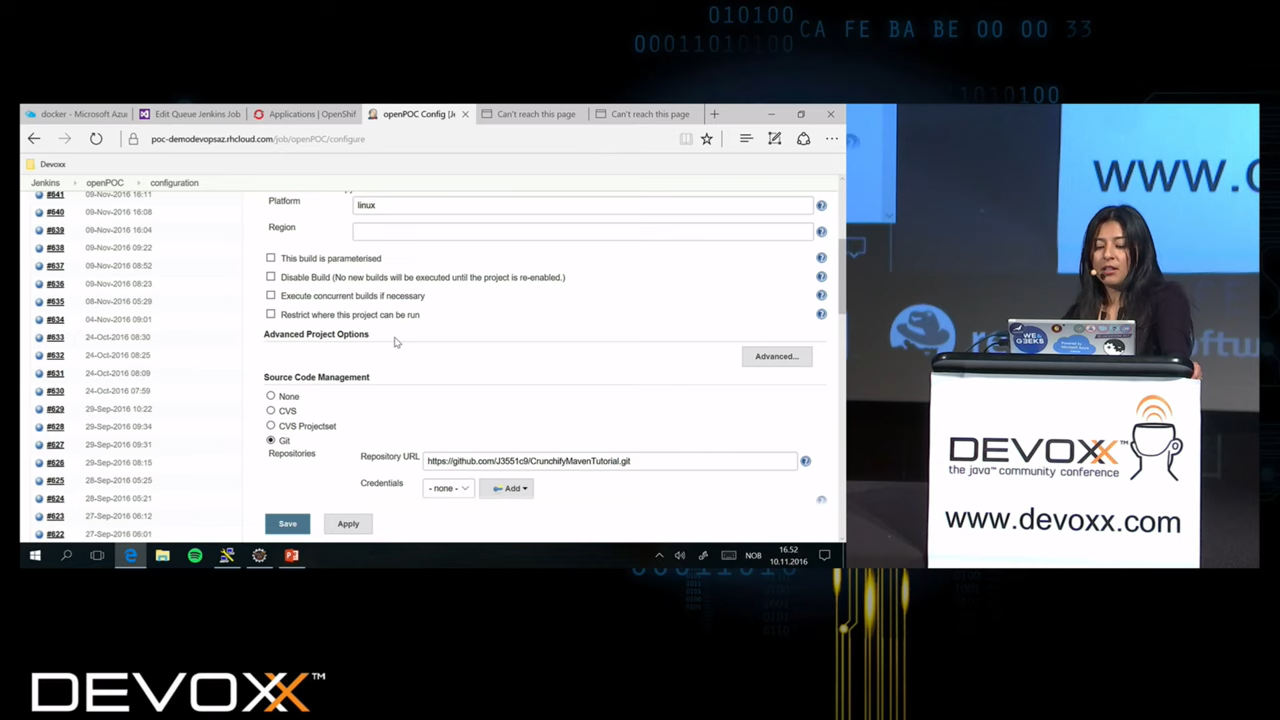 010100
000110101000
CA FE BA BE 00 00 33
docker - Microsoft Azu
Edit Queue Jenkins Job
Applications | OpenShif
openPOC Config [Je
Can't reach this page
Can't reach this page
poc-demodevopsaz.rhcloud.com/job/openPOC/configure
Devoxx
Jenkins
openPOC
configuration
#641 09-Nov-2016 16:11
#640 09-Nov-2016 16:08
#639 09-Nov-2016 16:04
#638 09-Nov-2016 09:22
#637 09-Nov-2016 08:52
#636 09-Nov-2016 08:23
#635 08-Nov-2016 05:29
#634 04-Nov-2016 09:01
#633 24-Oct-2016 08:30
#632 24-Oct-2016 08:25
#631 24-Oct-2016 08:09
#630 24-Oct-2016 07:59
#629 29-Sep-2016 10:22
#628 29-Sep-2016 09:34
#627 29-Sep-2016 09:31
#626 29-Sep-2016 08:15
#625 28-Sep-2016 05:25
#624 28-Sep-2016 05:21
#623 27-Sep-2016 06:12
#622 27-Sep-2016 06:01
Platform linux
Region
This build is parameterised
Disable Build (No new builds will be executed until the project is re-enabled.)
Execute concurrent builds if necessary
Restrict where this project can be run
Advanced Project Options
Advanced...
Source Code Management
None
CVS
CVS Projectset
Git
Repositories
Repository URL https://github.com/J3551c9/CrunchifyMavenTutorial.git
Credentials - none - Add
Save Apply
NOB
16.52
10.11.2016
www.
re
softw
WE GEEKS
DEVOXX™
the java™ community conference
www.devoxx.com
DEVOXX™